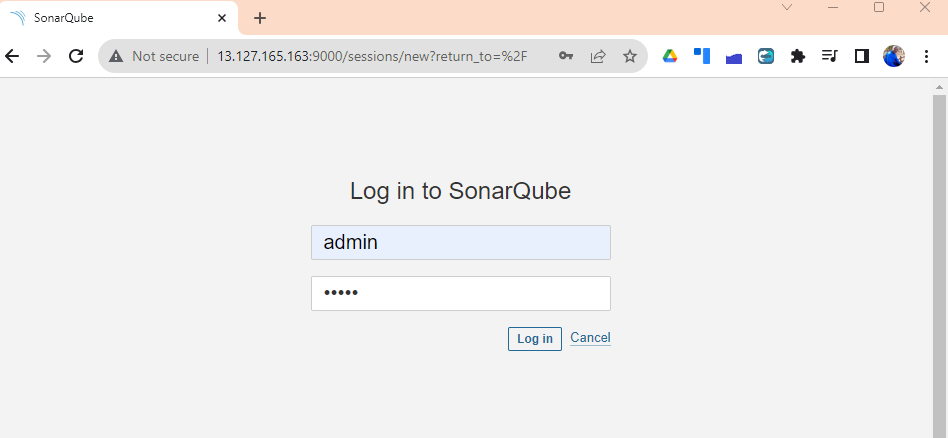 SonarQube
Not secure 13.127.165.163:9000/sessions/new?return_to=%2F
Log in to SonarQube
admin
•••••
Log in Cancel